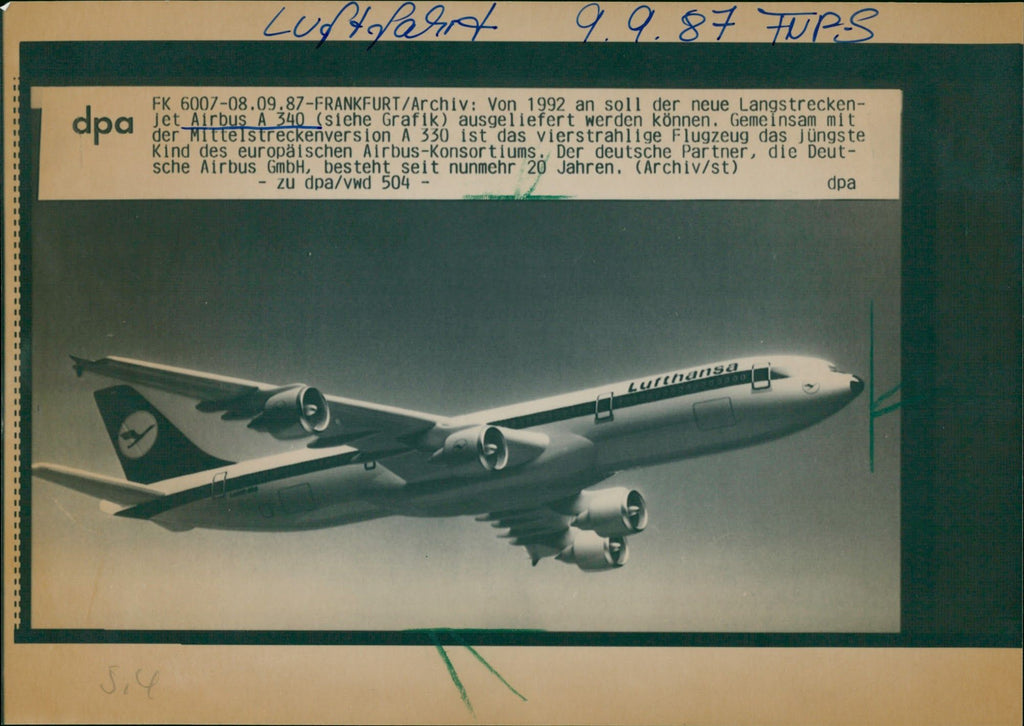 Luftfahrt 9.9.87 FNP-S
dpa
FK 6007-08.09.87-FRANKFURT/Archiv: Von 1992 an soll der neue Langstrecken-
jet Airbus A 340 (siehe Grafik) ausgeliefert werden können. Gemeinsam mit
der Mittelstreckenversion A 330 ist das vierstrahlige Flugzeug das jüngste
Kind des europäischen Airbus-Konsortiums. Der deutsche Partner, die Deut-
sche Airbus GmbH, besteht seit nunmehr 20 Jahren. (Archiv/st)
- zu dpa/vwd 504 -
dpa
Lufthansa
S.4